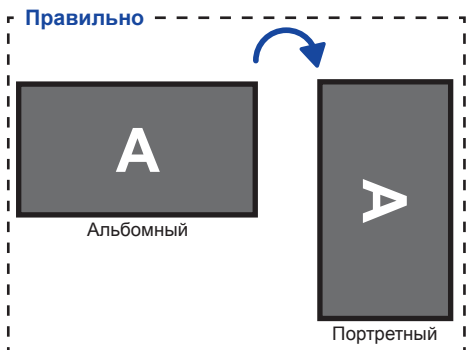 Правильно
A
Альбомный
A
Портретный